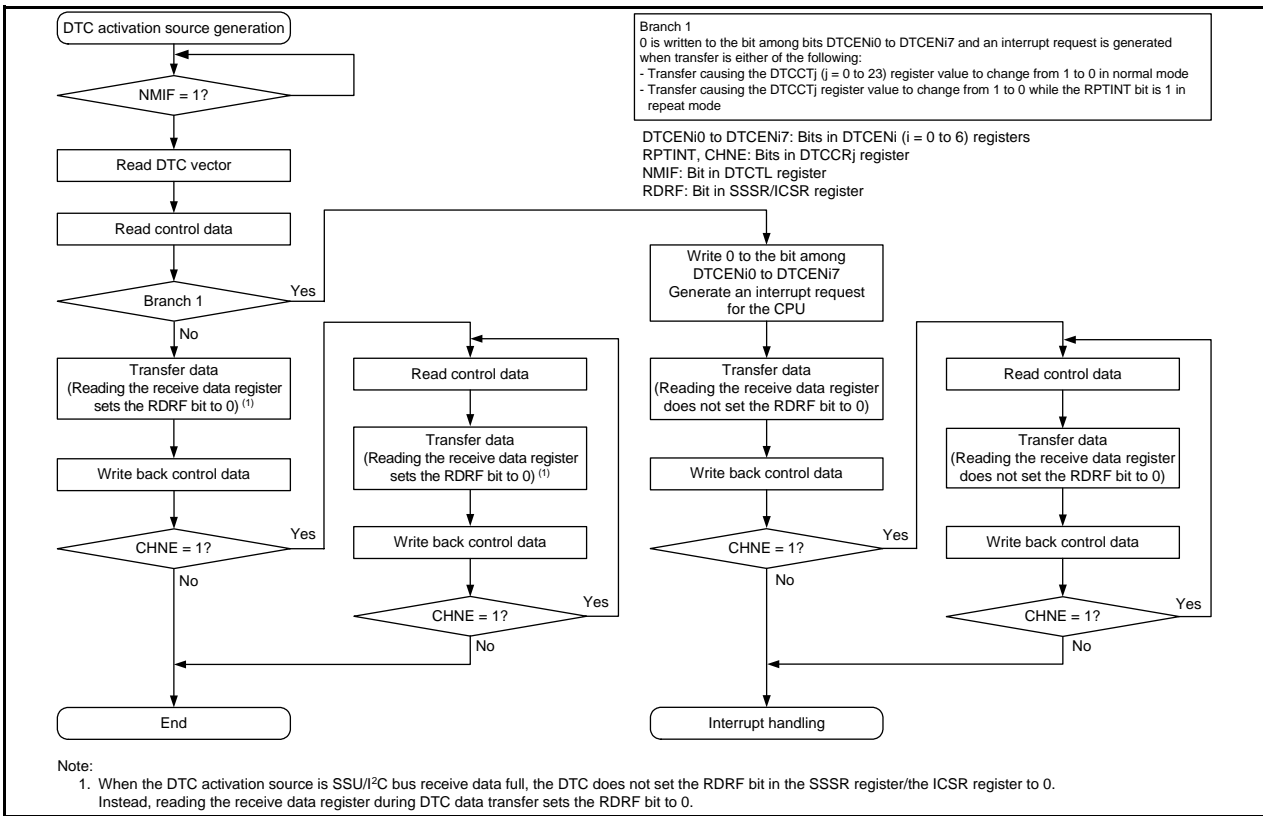 DTC activation source generation
NMIF = 1?
Read DTC vector
Read control data
Branch 1
Yes
No
Transfer data
(Reading the receive data register
sets the RDRF bit to 0) (1)
Write back control data
CHNE = 1?
Yes
No
End
Read control data
Transfer data
(Reading the receive data register
sets the RDRF bit to 0) (1)
Write back control data
CHNE = 1?
Yes
No
Branch 1
0 is written to the bit among bits DTCENi0 to DTCENi7 and an interrupt request is generated
when transfer is either of the following:
- Transfer causing the DTCCTj (j = 0 to 23) register value to change from 1 to 0 in normal mode
- Transfer causing the DTCCTj register value to change from 1 to 0 while the RPTINT bit is 1 in
repeat mode
DTCENi0 to DTCENi7: Bits in DTCENi (i = 0 to 6) registers
RPTINT, CHNE: Bits in DTCCRj register
NMIF: Bit in DTCTL register
RDRF: Bit in SSSR/ICSR register
Write 0 to the bit among
DTCENi0 to DTCENi7
Generate an interrupt request
for the CPU
Transfer data
(Reading the receive data register
does not set the RDRF bit to 0)
Write back control data
CHNE = 1?
Yes
No
Interrupt handling
Read control data
Transfer data
(Reading the receive data register
does not set the RDRF bit to 0)
Write back control data
CHNE = 1?
Yes
No
Note:
1. When the DTC activation source is SSU/I²C bus receive data full, the DTC does not set the RDRF bit in the SSSR register/the ICSR register to 0.
Instead, reading the receive data register during DTC data transfer sets the RDRF bit to 0.